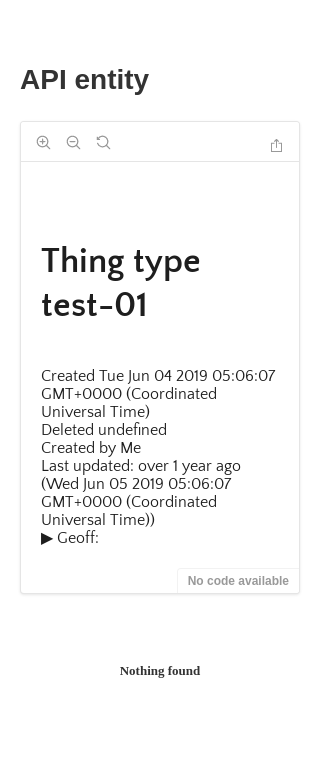 API entity
Thing type
test-01
Created Tue Jun 04 2019 05:06:07
GMT+0000 (Coordinated
Universal Time)
Deleted undefined
Created by Me
Last updated: over 1 year ago
(Wed Jun 05 2019 05:06:07
GMT+0000 (Coordinated
Universal Time))
▶ Geoff:
No code available
Nothing found